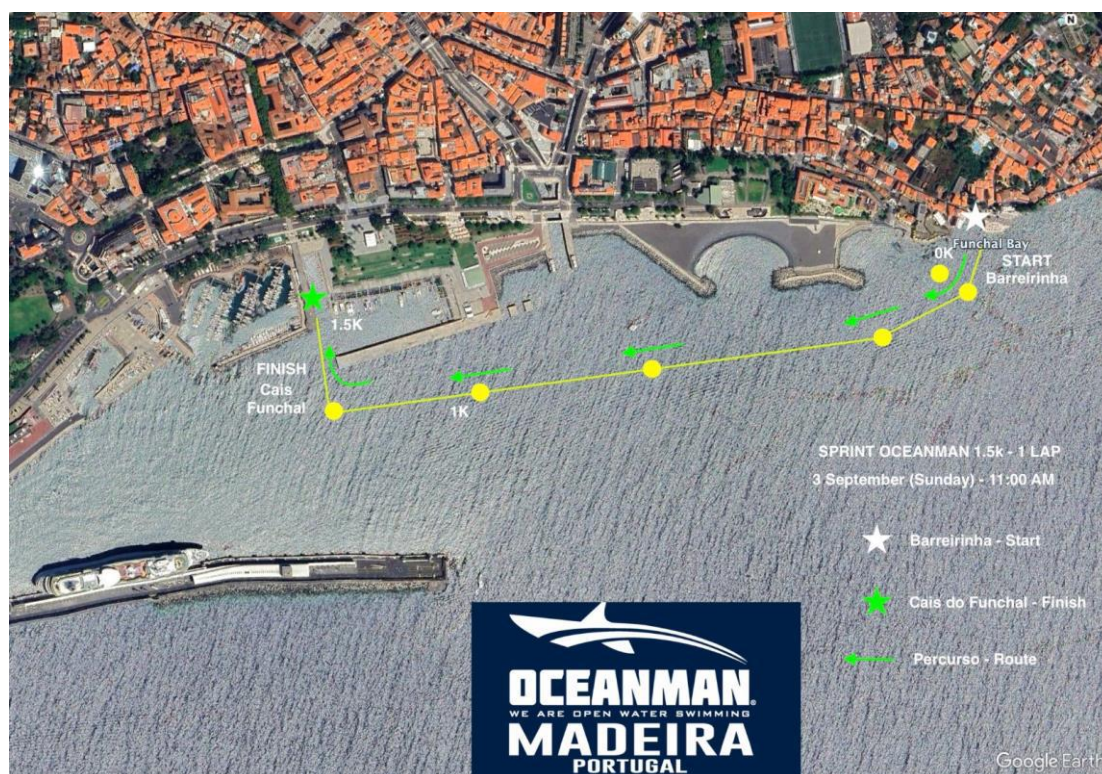 N
Funchal Bay
0K
START
Barreirinha
1.5K
FINISH
Cais
Funchal
1K
SPRINT OCEANMAN 1.5k - 1 LAP
3 September (Sunday) - 11:00 AM
Barreirinha - Start
Cais do Funchal - Finish
Percurso - Route
OCEANMAN
WE ARE OPEN WATER SWIMMING
MADEIRA
PORTUGAL
Google Earth